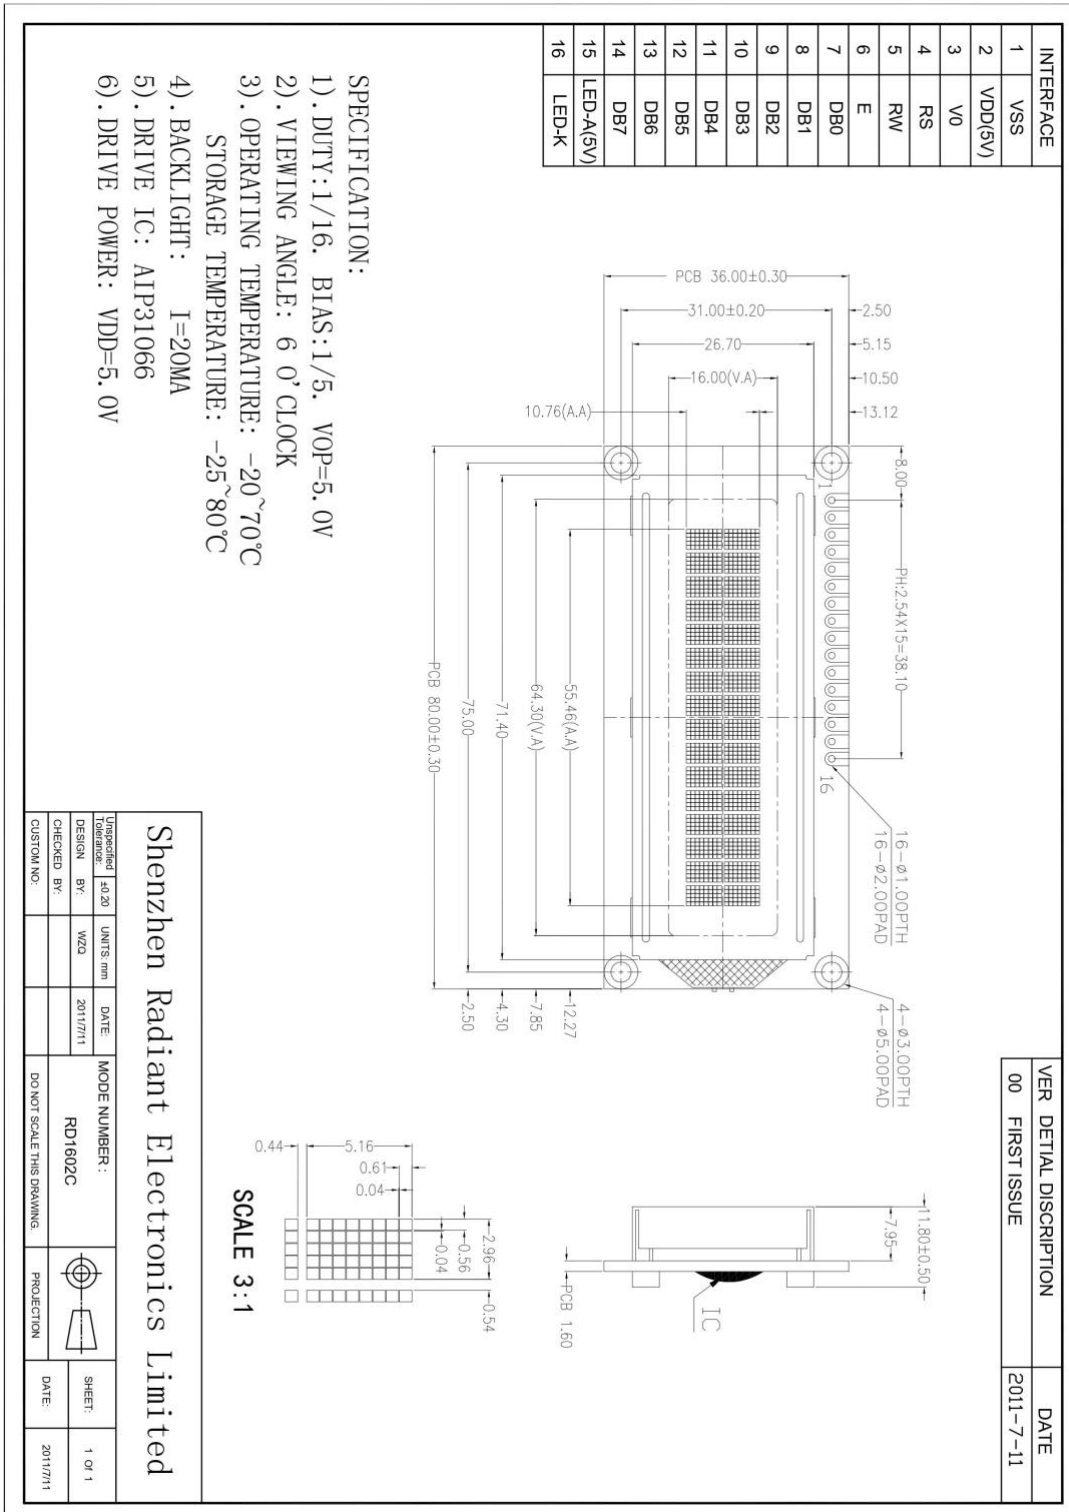 INTERFACE
1 VSS
2 VDD(5V)
3 V0
4 RS
5 RW
6 E
7 DB0
8 DB1
9 DB2
10 DB3
11 DB4
12 DB5
13 DB6
14 DB7
15 LED-A(5V)
16 LED-K
VER DETIAL DISCRIPTION DATE
00 FIRST ISSUE 2011-7-11
8.00
PH:2.54X15=38.10
16-ø1.00PTH
16-ø2.00PAD
4-ø3.00PTH
4-ø5.00PAD
1
16
PCB 36.00±0.30
31.00±0.20
26.70
16.00(V.A)
10.76(A.A)
2.50
5.15
10.50
13.12
55.46(A.A)
64.30(V.A)
71.40
75.00
PCB 80.00±0.30
12.27
7.85
4.30
2.50
11.80±0.50
7.95
IC
PCB 1.60
2.96
0.56
0.04
0.54
5.16
0.61
0.04
0.44
SCALE 3:1
SPECIFICATION:
1).DUTY:1/16. BIAS:1/5. VOP=5.0V
2).VIEWING ANGLE: 6 O'CLOCK
3).OPERATING TEMPERATURE: -20~70℃
STORAGE TEMPERATURE: -25~80℃
4).BACKLIGHT: I=20MA
5).DRIVE IC: AIP31066
6).DRIVE POWER: VDD=5.0V
Shenzhen Radiant Electronics Limited
Unspecified Tolerance: ±0.20 UNITS: mm DATE:
DESIGN BY: WZQ 2011/7/11
CHECKED BY:
CUSTOM NO:
MODE NUMBER :
RD1602C
DO NOT SCALE THIS DRAWING.
PROJECTION
SHEET: 1 Of 1
DATE: 2011/7/11